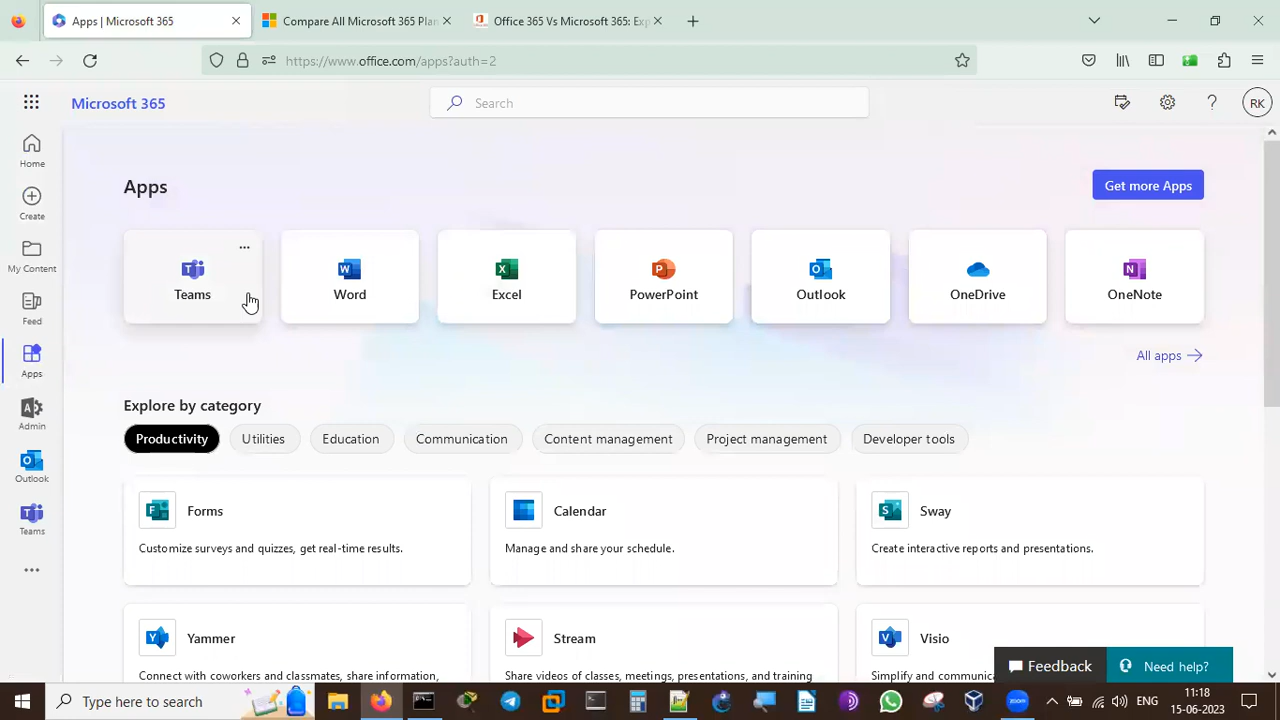 Apps | Microsoft 365
Compare All Microsoft 365 Plan
Office 365 Vs Microsoft 365: Exp
https://www.office.com/apps?auth=2
Microsoft 365
Search
RK
Home
Create
My Content
Feed
Apps
Admin
Outlook
Teams
Apps
Get more Apps
Teams
Word
Excel
PowerPoint
Outlook
OneDrive
OneNote
All apps
Explore by category
Productivity
Utilities
Education
Communication
Content management
Project management
Developer tools
Forms
Customize surveys and quizzes, get real-time results.
Calendar
Manage and share your schedule.
Sway
Create interactive reports and presentations.
Yammer
Connect with coworkers and classmates, share information,
Stream
Share videos of classes, meetings, presentations, and training
Visio
Simplify and communic
Feedback
Need help?
Type here to search
ENG
11:18
15-06-2023